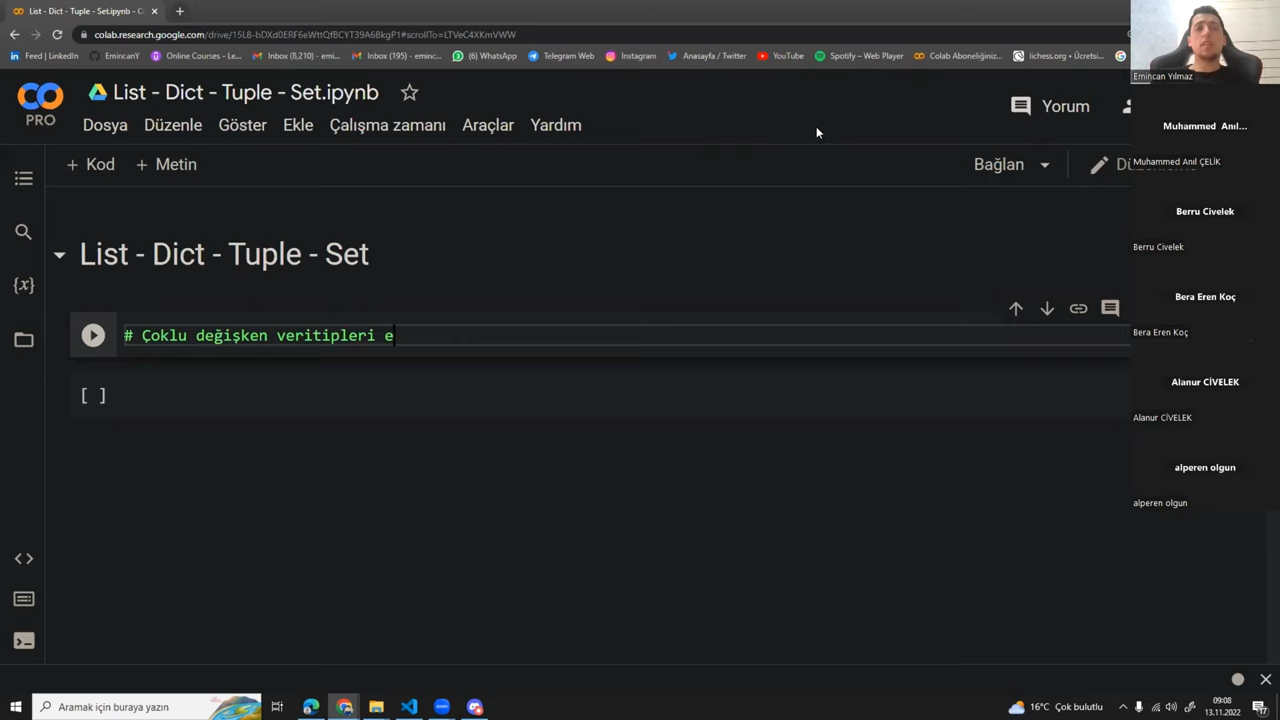 List - Dict - Tuple - Set.ipynb - C
colab.research.google.com/drive/15L8-bDXd0ERF6eWttQfBCYT39A6BkgP1#scrollTo=LTVeC4XKmVWW
Feed | LinkedIn
EmincanY
Online Courses - Le...
Inbox (8,210) - emi...
Inbox (195) - eminc...
(6) WhatsApp
Telegram Web
Instagram
Anasayfa / Twitter
YouTube
Spotify – Web Player
Colab Aboneliğiniz...
lichess.org • Ücretsi...
Emincan Yılmaz
List - Dict - Tuple - Set.ipynb
PRO
Yorum
Dosya
Düzenle
Göster
Ekle
Çalışma zamanı
Araçlar
Yardım
Muhammed Anıl...
Muhammed Anıl ÇELİK
+ Kod
+ Metin
Bağlan
Berru Civelek
Berru Civelek
List - Dict - Tuple - Set
{x}
Bera Eren Koç
Bera Eren Koç
# Çoklu değişken veritipleri e
[ ]
Alanur CİVELEK
Alanur CİVELEK
alperen olgun
alperen olgun
Aramak için buraya yazın
16°C Çok bulutlu
09:08
13.11.2022
17